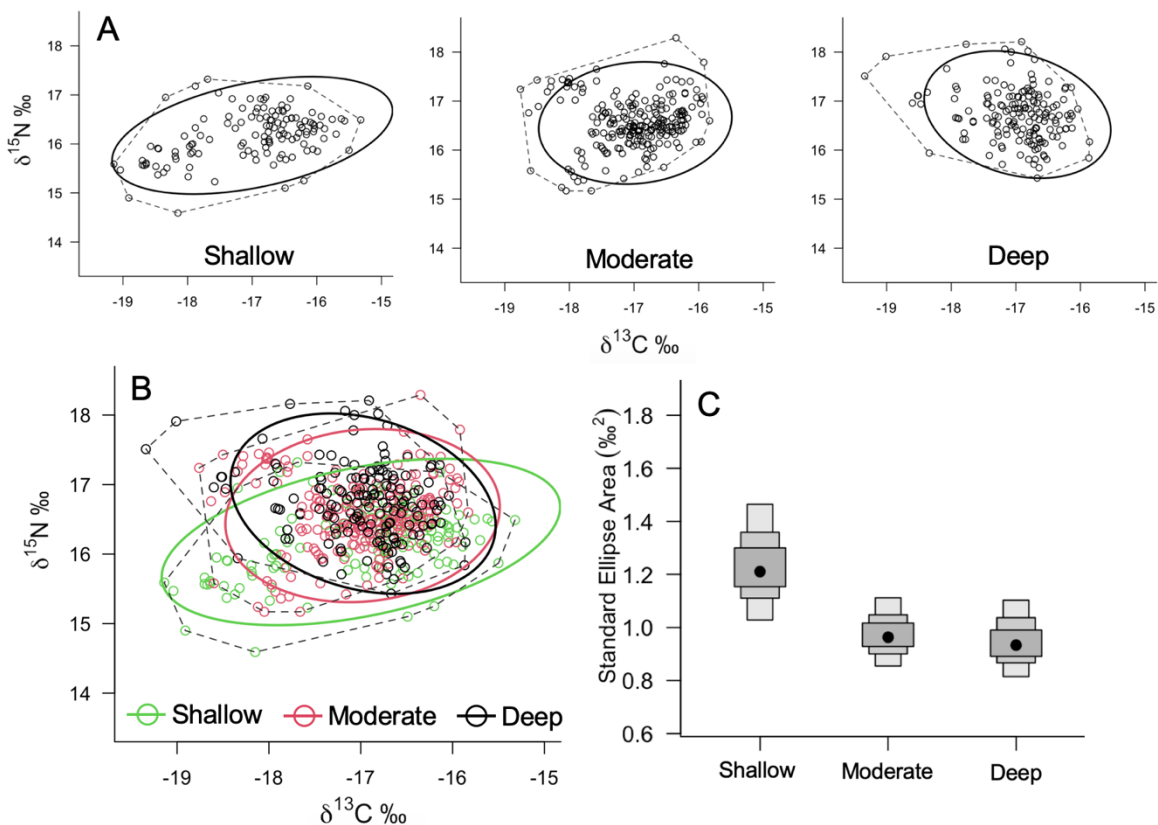 A
δ15N ‰
18
17
16
15
14
Shallow
-19 -18 -17 -16 -15
18
17
16
15
14
Moderate
-19 -18 -17 -16 -15
18
17
16
15
14
Deep
-19 -18 -17 -16 -15
δ13C ‰
B
δ15N ‰
18
17
16
15
14
Shallow Moderate Deep
-19 -18 -17 -16 -15
δ13C ‰
C
Standard Ellipse Area (‰2)
1.8
1.6
1.4
1.2
1.0
0.8
0.6
Shallow Moderate Deep